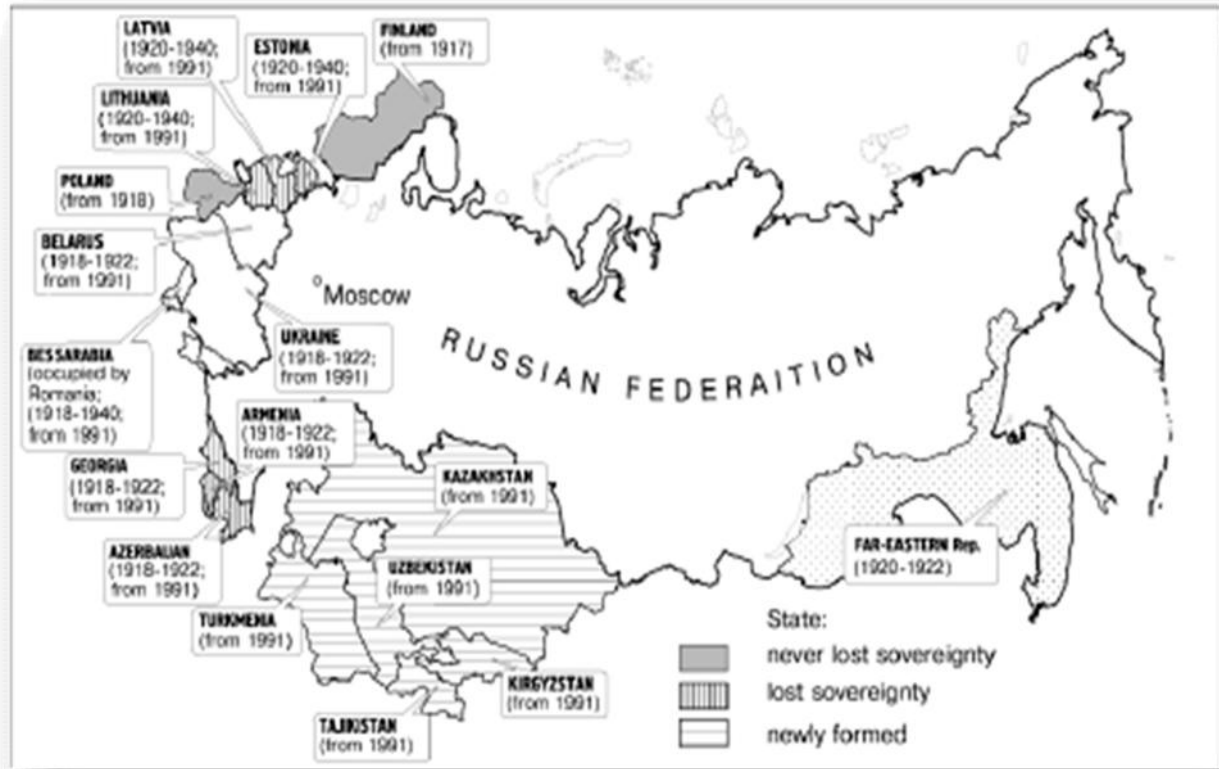 LATVIA
(1920-1940;
from 1991)
ESTONIA
(1920-1940;
from 1991)
FINLAND
(from 1917)
LITHUANIA
(1920-1940;
from 1991)
POLAND
(from 1918)
BELARUS
(1918-1922;
from 1991)
Moscow
UKRAINE
(1918-1922;
from 1991)
RUSSIAN FEDERAITION
BESSARABIA
(occupied by
Romania;
(1918-1940;
from 1991)
ARMENIA
(1918-1922;
from 1991)
GEORGIA
(1918-1922;
from 1991)
KAZAKHSTAN
(from 1991)
AZERBAIJAN
(1918-1922;
from 1991)
UZBEKISTAN
(from 1991)
FAR-EASTERN Rep.
(1920-1922)
TURKMENIA
(from 1991)
KIRGYZSTAN
(from 1991)
TAJIKISTAN
(from 1991)
State:
never lost sovereignty
lost sovereignty
newly formed